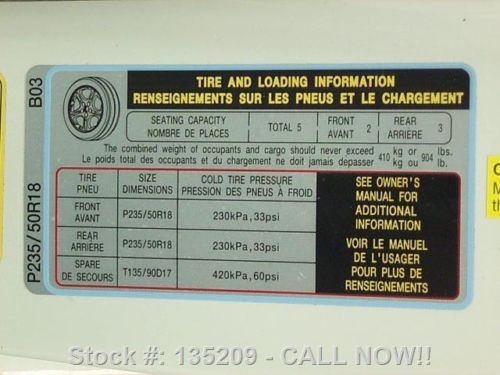 TIRE AND LOADING INFORMATION
RENSEIGNEMENTS SUR LES PNEUS ET LE CHARGEMENT
SEATING CAPACITY
NOMBRE DE PLACES
TOTAL 5
FRONT
AVANT
2
REAR
ARRIÈRE
3
The combined weight of occupants and cargo should never exceed
Le poids total des occupants et du chargement ne doit jamais depasser
410 kg or 904 lbs.
kg ou lb.
TIRE
PNEU
SIZE
DIMENSIONS
COLD TIRE PRESSURE
PRESSION DES PNEUS À FROID
FRONT
AVANT
P235/50R18
230kPa,33psi
REAR
ARRIÈRE
P235/50R18
230kPa,33psi
SPARE
DE SECOURS
T135/90D17
420kPa,60psi
SEE OWNER'S
MANUAL FOR
ADDITIONAL
INFORMATION
VOIR LE MANUEL
DE L'USAGER
POUR PLUS DE
RENSEIGNEMENTS
P235/50R18 B03
Stock #: 135209 - CALL NOW!!